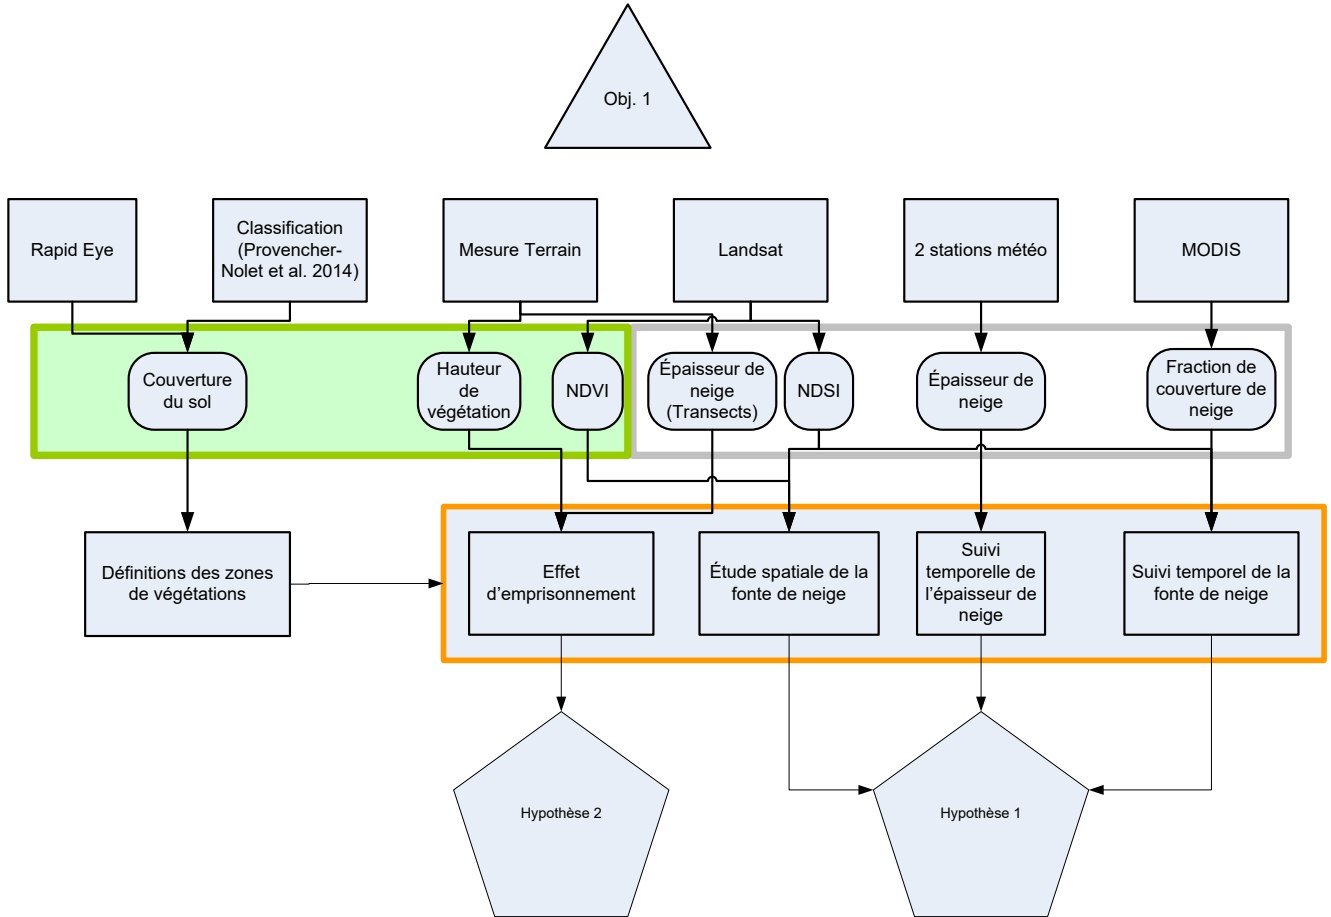 Obj. 1
Rapid Eye
Classification
(Provencher-
Nolet et al. 2014)
Mesure Terrain
Landsat
2 stations météo
MODIS
Couverture
du sol
Hauteur
de
végétation
NDVI
Épaisseur de
neige
(Transects)
NDSI
Épaisseur de
neige
Fraction de
couverture de
neige
Définitions des zones
de végétations
Effet
d’emprisonnement
Étude spatiale de la
fonte de neige
Suivi
temporelle de
l’épaisseur de
neige
Suivi temporel de la
fonte de neige
Hypothèse 2
Hypothèse 1